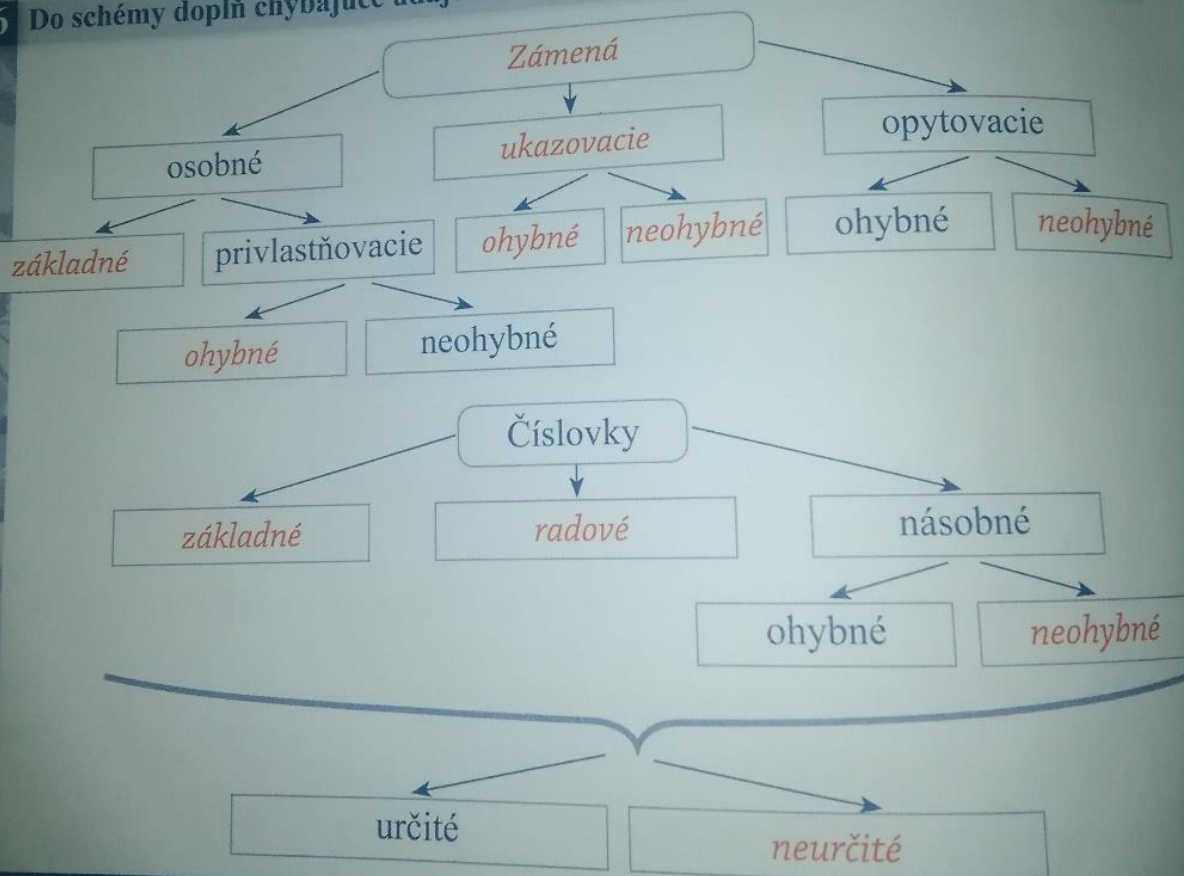 Do schémy doplň chýbajúce
Zámená
osobné
ukazovacie
opytovacie
základné
privlastňovacie
ohybné
neohybné
ohybné
neohybné
ohybné
neohybné
Číslovky
základné
radové
násobné
ohybné
neohybné
určité
neurčité